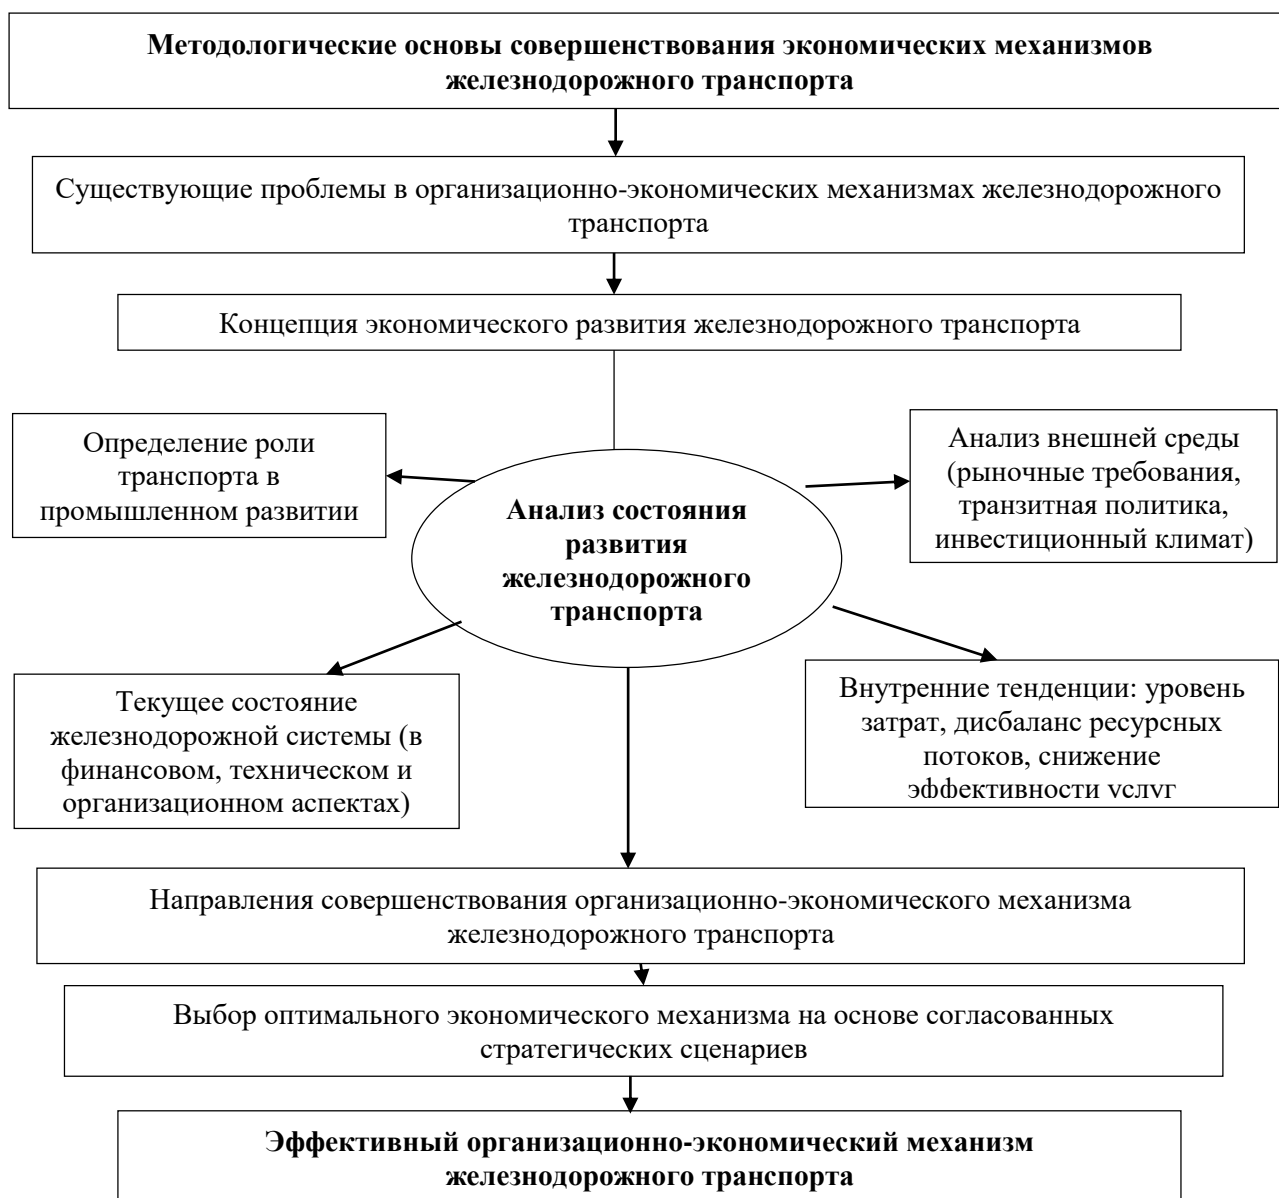 Методологические основы совершенствования экономических механизмов
железнодорожного транспорта
Существующие проблемы в организационно-экономических механизмах железнодорожного
транспорта
Концепция экономического развития железнодорожного транспорта
Определение роли
транспорта в
промышленном развитии
Анализ внешней среды
(рыночные требования,
транзитная политика,
инвестиционный климат)
Анализ состояния
развития
железнодорожного
транспорта
Текущее состояние
железнодорожной системы (в
финансовом, техническом и
организационном аспектах)
Внутренние тенденции: уровень
затрат, дисбаланс ресурсных
потоков, снижение
эффективности услуг
Направления совершенствования организационно-экономического механизма
железнодорожного транспорта
Выбор оптимального экономического механизма на основе согласованных
стратегических сценариев
Эффективный организационно-экономический механизм
железнодорожного транспорта